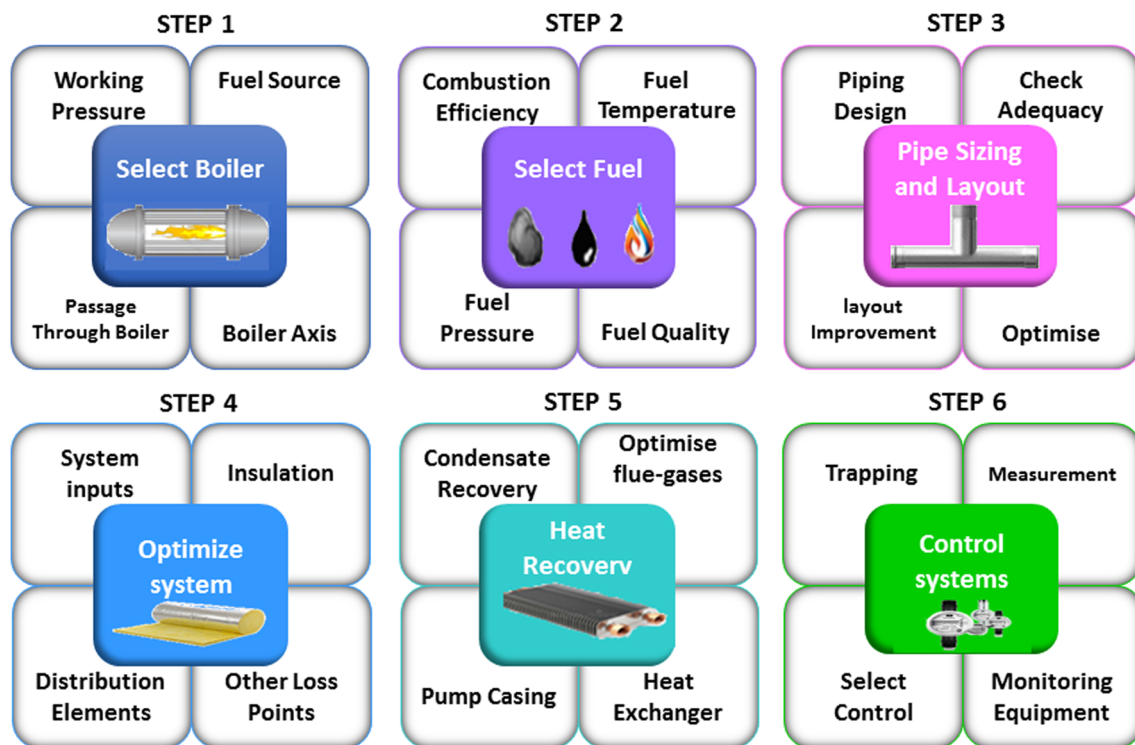 STEP 1
Working
Pressure
Fuel Source
Select Boiler
Passage
Through Boiler
Boiler Axis
STEP 2
Combustion
Efficiency
Fuel
Temperature
Select Fuel
Fuel
Pressure
Fuel Quality
STEP 3
Piping
Design
Check
Adequacy
Pipe Sizing
and Layout
layout
Improvement
Optimise
STEP 4
System
inputs
Insulation
Optimize
system
Distribution
Elements
Other Loss
Points
STEP 5
Condensate
Recovery
Optimise
flue-gases
Heat
Recovery
Pump Casing
Heat
Exchanger
STEP 6
Trapping
Measurement
Control
systems
Select
Control
Monitoring
Equipment